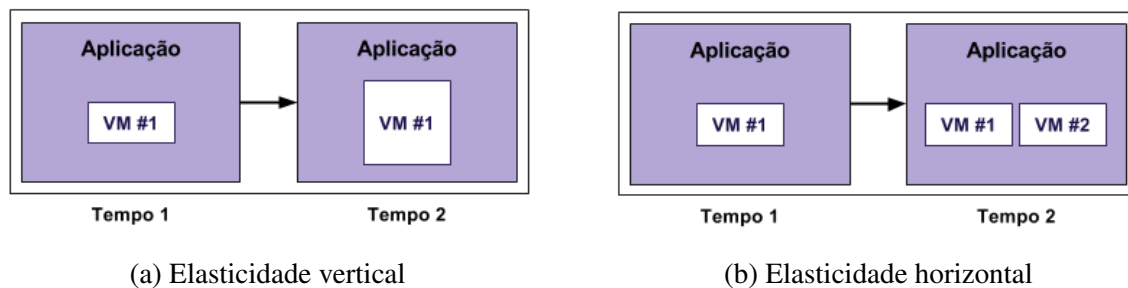 Aplicação
VM #1
Aplicação
VM #1
Tempo 1
Tempo 2
(a) Elasticidade vertical
Aplicação
VM #1
Aplicação
VM #1
VM #2
Tempo 1
Tempo 2
(b) Elasticidade horizontal